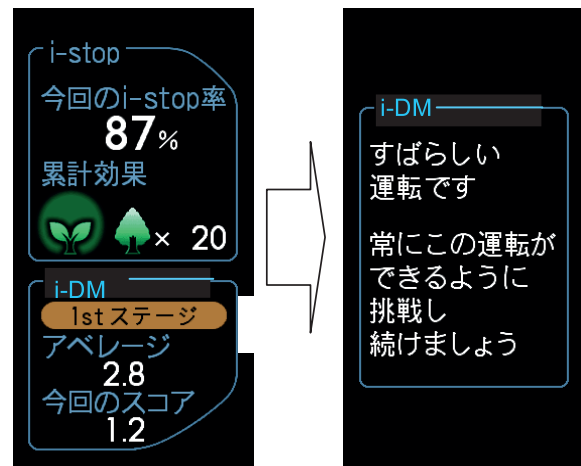 i-stop
今回のi-stop率
87%
累計効果
× 20
i-DM
1stステージ
アベレージ
2.8
今回のスコア
1.2
i-DM
すばらしい
運転です
常にこの運転が
できるように
挑戦し
続けましょう